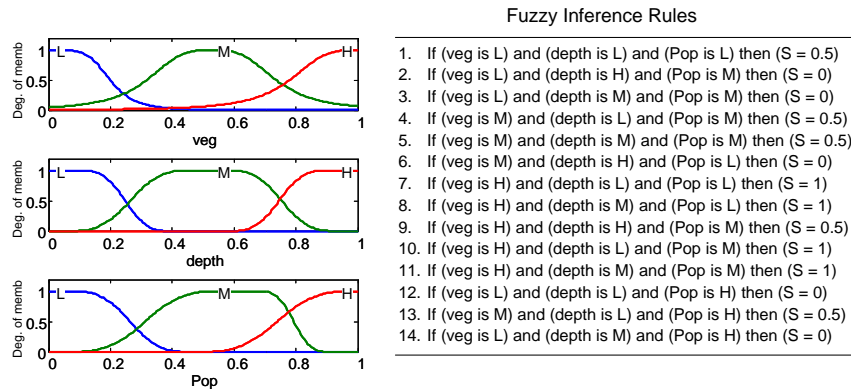 L M H
1
0.5
0
Deg. of memb
0 0.2 0.4 0.6 0.8 1
veg
L M H
1
0.5
0
Deg. of memb
0 0.2 0.4 0.6 0.8 1
depth
L M H
1
0.5
0
Deg. of memb
0 0.2 0.4 0.6 0.8 1
Pop
Fuzzy Inference Rules
1. If (veg is L) and (depth is L) and (Pop is L) then (S = 0.5)
2. If (veg is L) and (depth is H) and (Pop is M) then (S = 0)
3. If (veg is L) and (depth is M) and (Pop is M) then (S = 0)
4. If (veg is M) and (depth is L) and (Pop is M) then (S = 0.5)
5. If (veg is M) and (depth is M) and (Pop is M) then (S = 0.5)
6. If (veg is M) and (depth is H) and (Pop is L) then (S = 0)
7. If (veg is H) and (depth is L) and (Pop is L) then (S = 1)
8. If (veg is H) and (depth is M) and (Pop is L) then (S = 1)
9. If (veg is H) and (depth is H) and (Pop is M) then (S = 0.5)
10. If (veg is H) and (depth is L) and (Pop is M) then (S = 1)
11. If (veg is H) and (depth is M) and (Pop is M) then (S = 1)
12. If (veg is L) and (depth is L) and (Pop is H) then (S = 0)
13. If (veg is M) and (depth is L) and (Pop is H) then (S = 0.5)
14. If (veg is L) and (depth is M) and (Pop is H) then (S = 0)